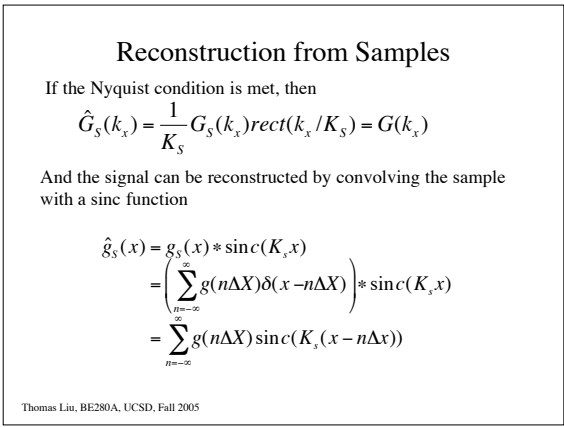 Reconstruction from Samples
If the Nyquist condition is met, then
Ĝ_S(k_x) = 1/K_S G_S(k_x)rect(k_x /K_S) = G(k_x)
And the signal can be reconstructed by convolving the sample
with a sinc function
ĝ_S(x) = g_S(x) ∗ sinc(K_s x)
= (∑_{n=−∞}^{∞} g(nΔX)δ(x −nΔX)) ∗ sinc(K_s x)
= ∑_{n=−∞}^{∞} g(nΔX) sinc(K_s(x − nΔx))
Thomas Liu, BE280A, UCSD, Fall 2005